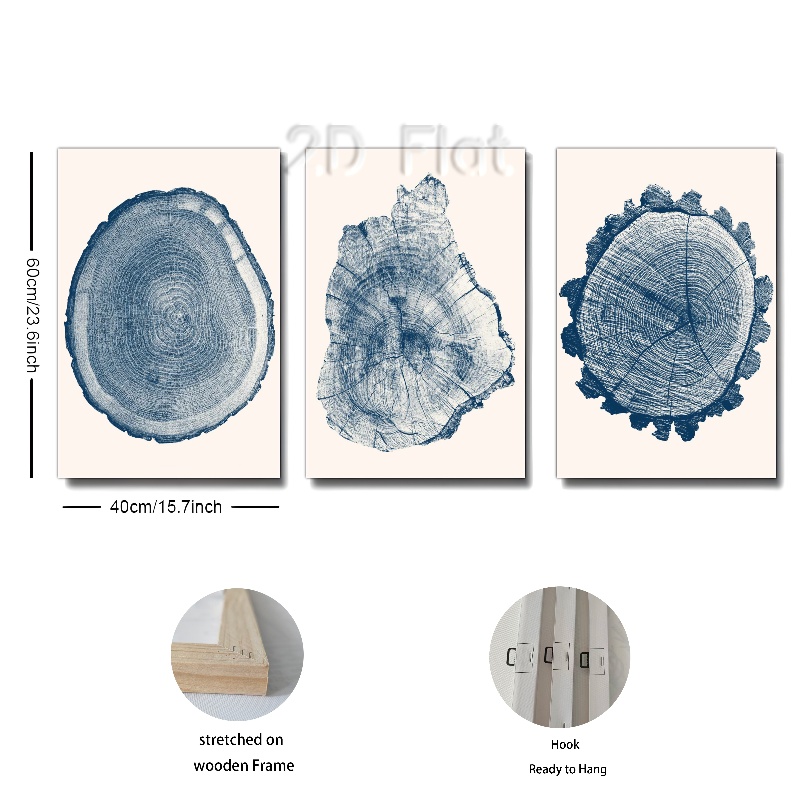 2D Flat
60cm/23.6inch
40cm/15.7inch
stretched on
wooden Frame
Hook
Ready to Hang